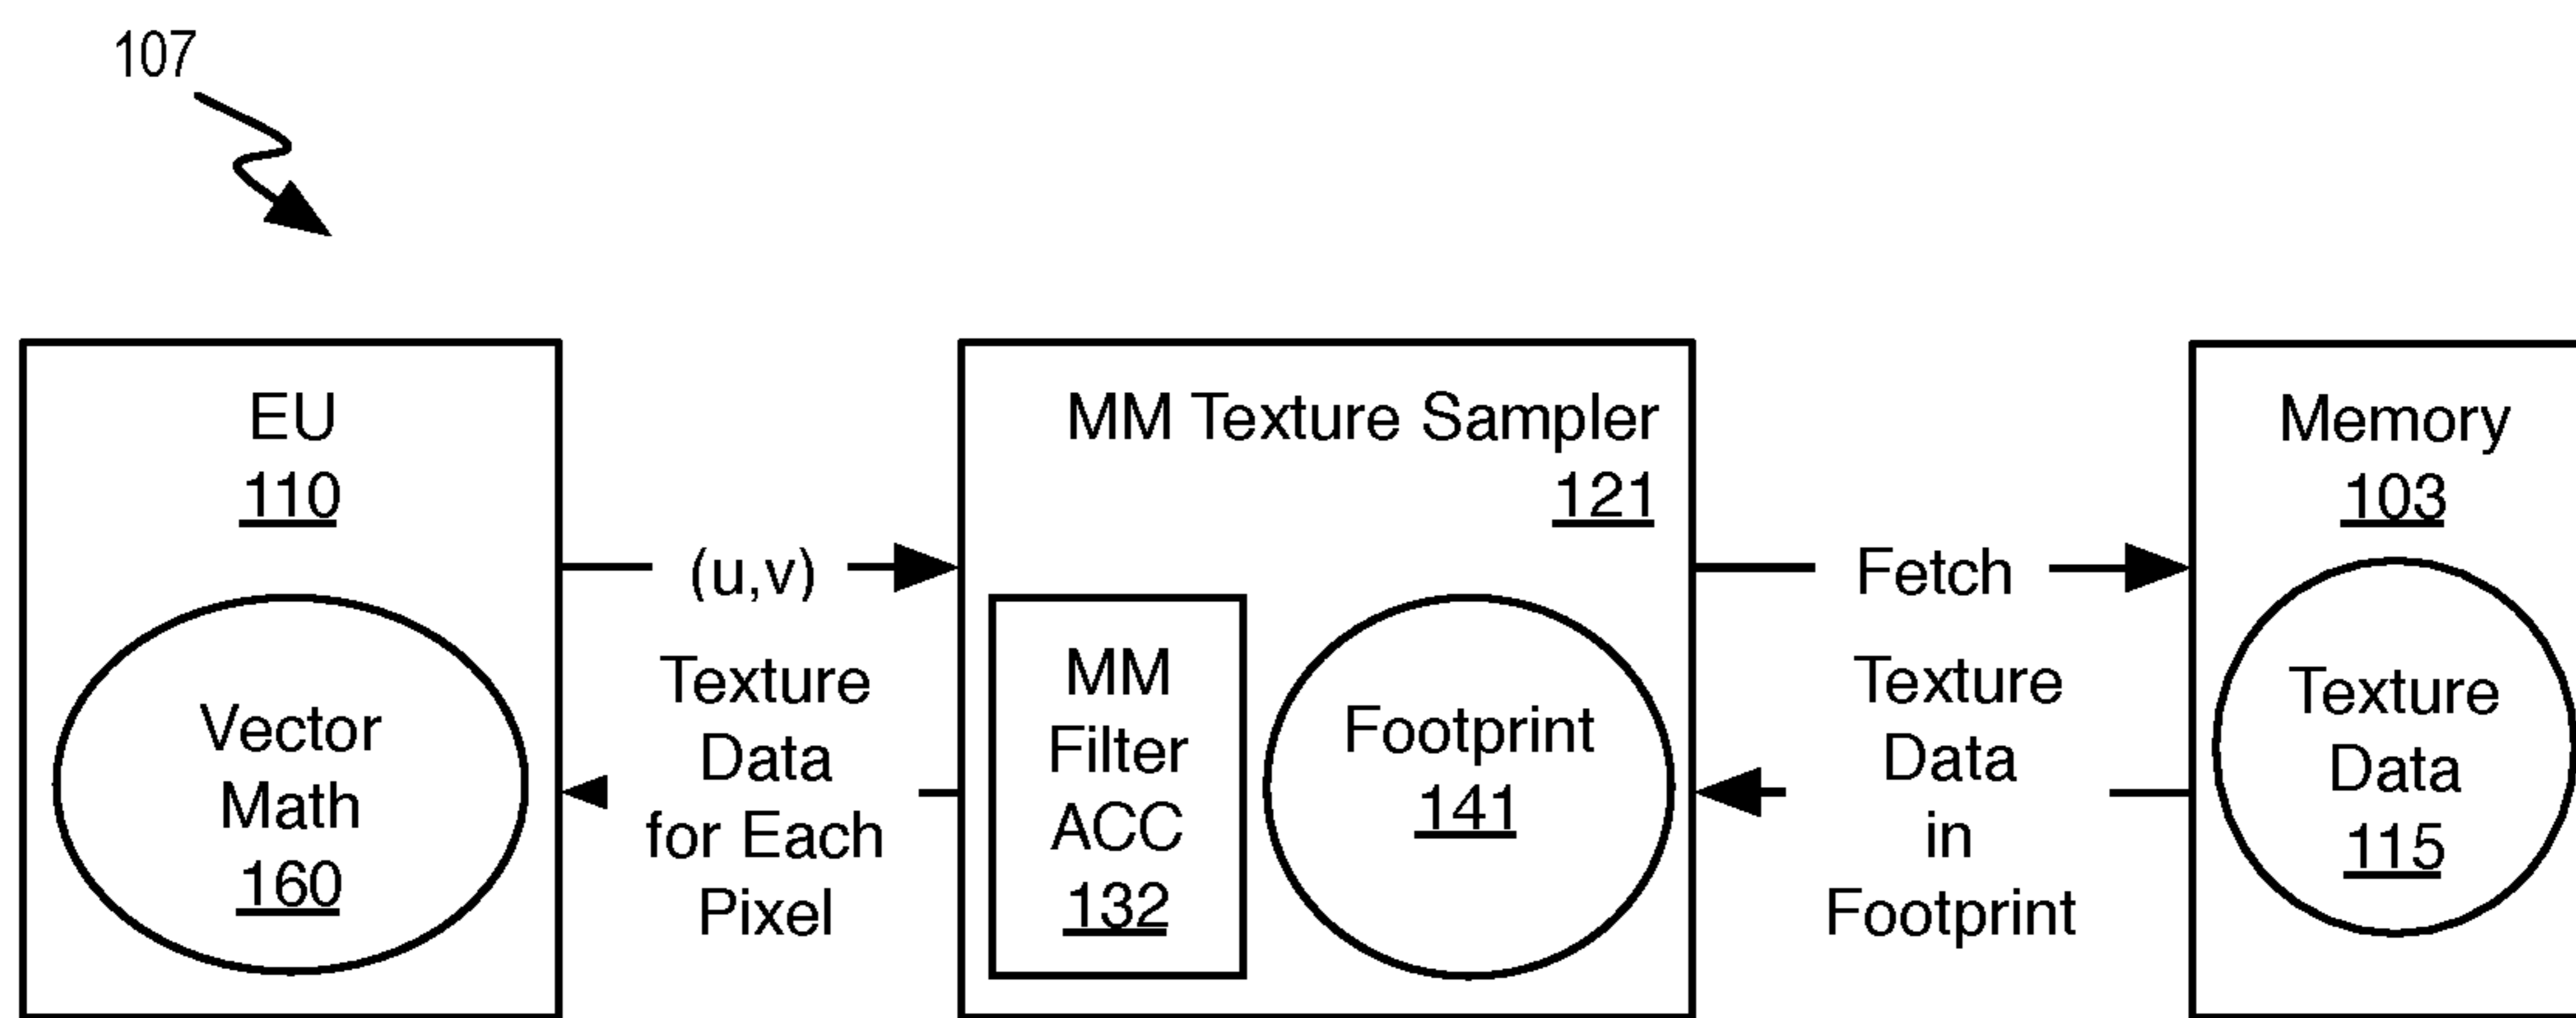 107
EU
110
Vector
Math
160
(u,v)
Texture
Data
for Each
Pixel
MM Texture Sampler
121
MM
Filter
ACC
132
Footprint
141
Fetch
Texture
Data
in
Footprint
Memory
103
Texture
Data
115